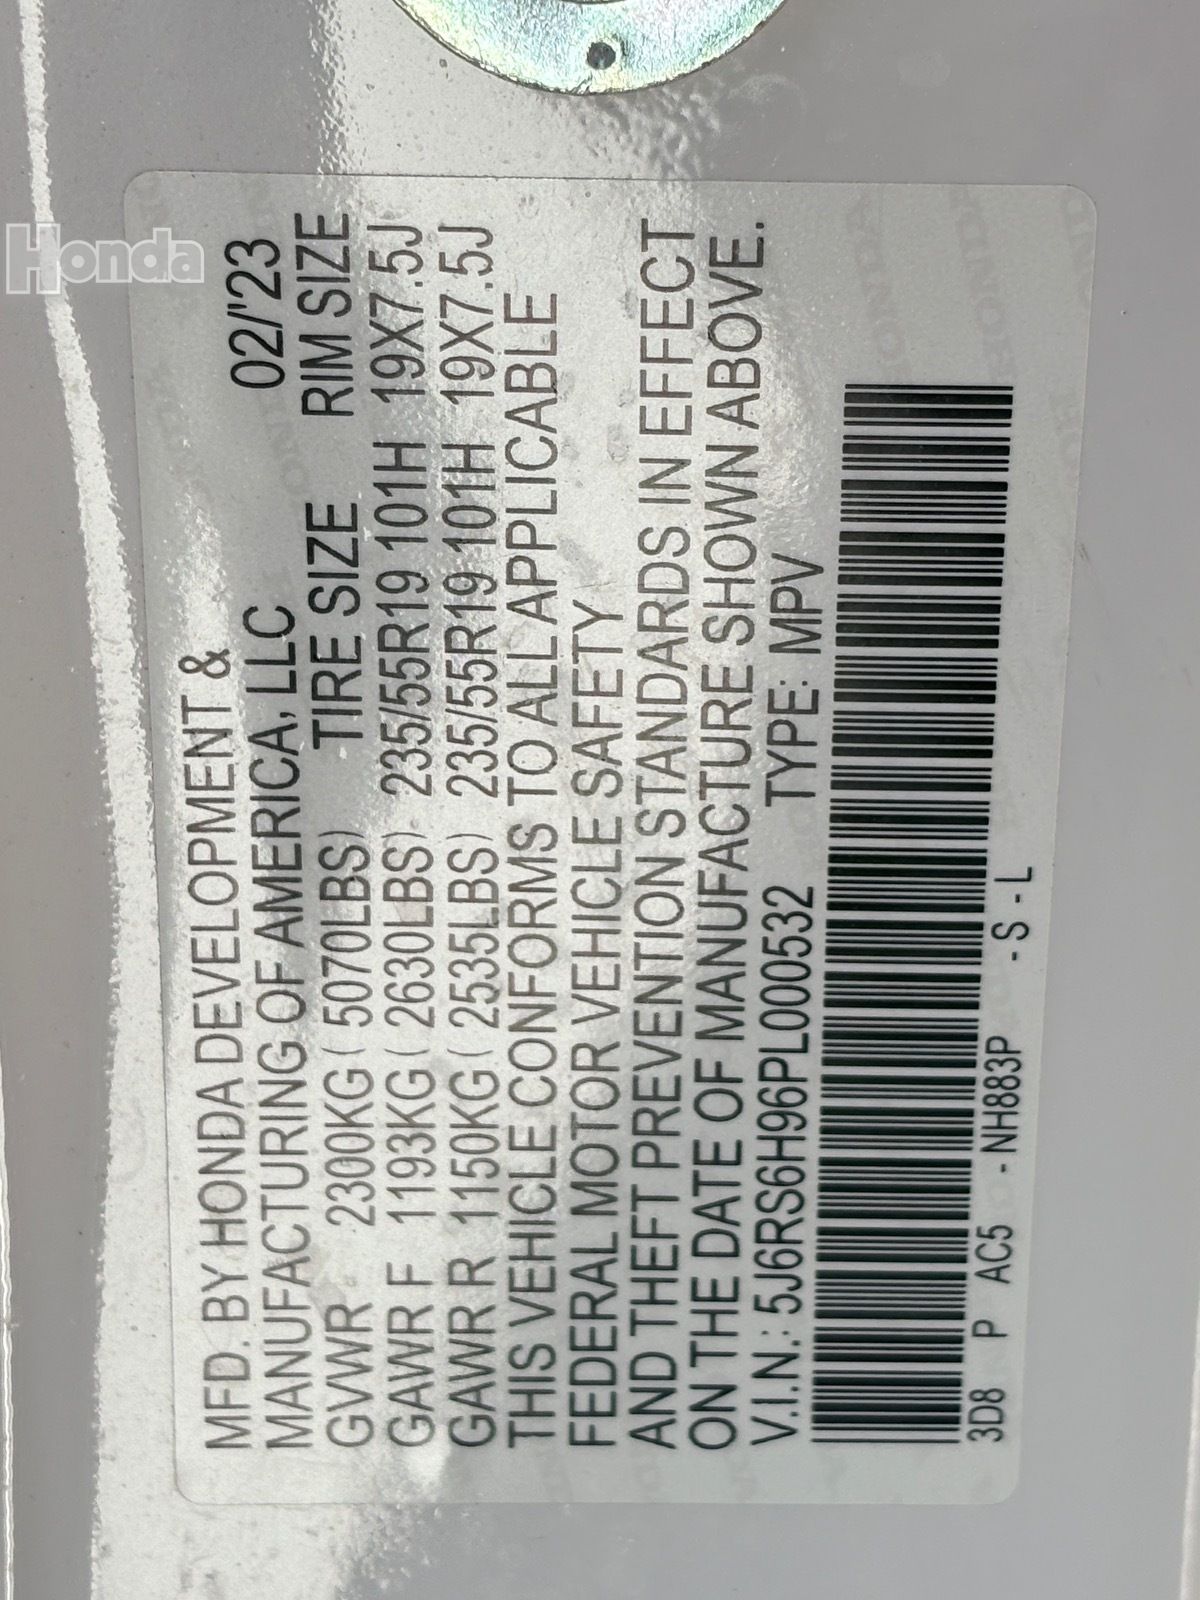 Honda
MFD. BY HONDA DEVELOPMENT &
MANUFACTURING OF AMERICA, LLC 02/'23
GVWR 2300KG ( 5070LBS) TIRE SIZE RIM SIZE
GAWR F 1193KG ( 2630LBS) 235/55R19 101H 19X7.5J
GAWR R 1150KG ( 2535LBS) 235/55R19 101H 19X7.5J
THIS VEHICLE CONFORMS TO ALL APPLICABLE
FEDERAL MOTOR VEHICLE SAFETY
AND THEFT PREVENTION STANDARDS IN EFFECT
ON THE DATE OF MANUFACTURE SHOWN ABOVE.
V.I.N.: 5J6RS6H96PL000532 TYPE: MPV
3D8 P AC5 - NH883P - S - L